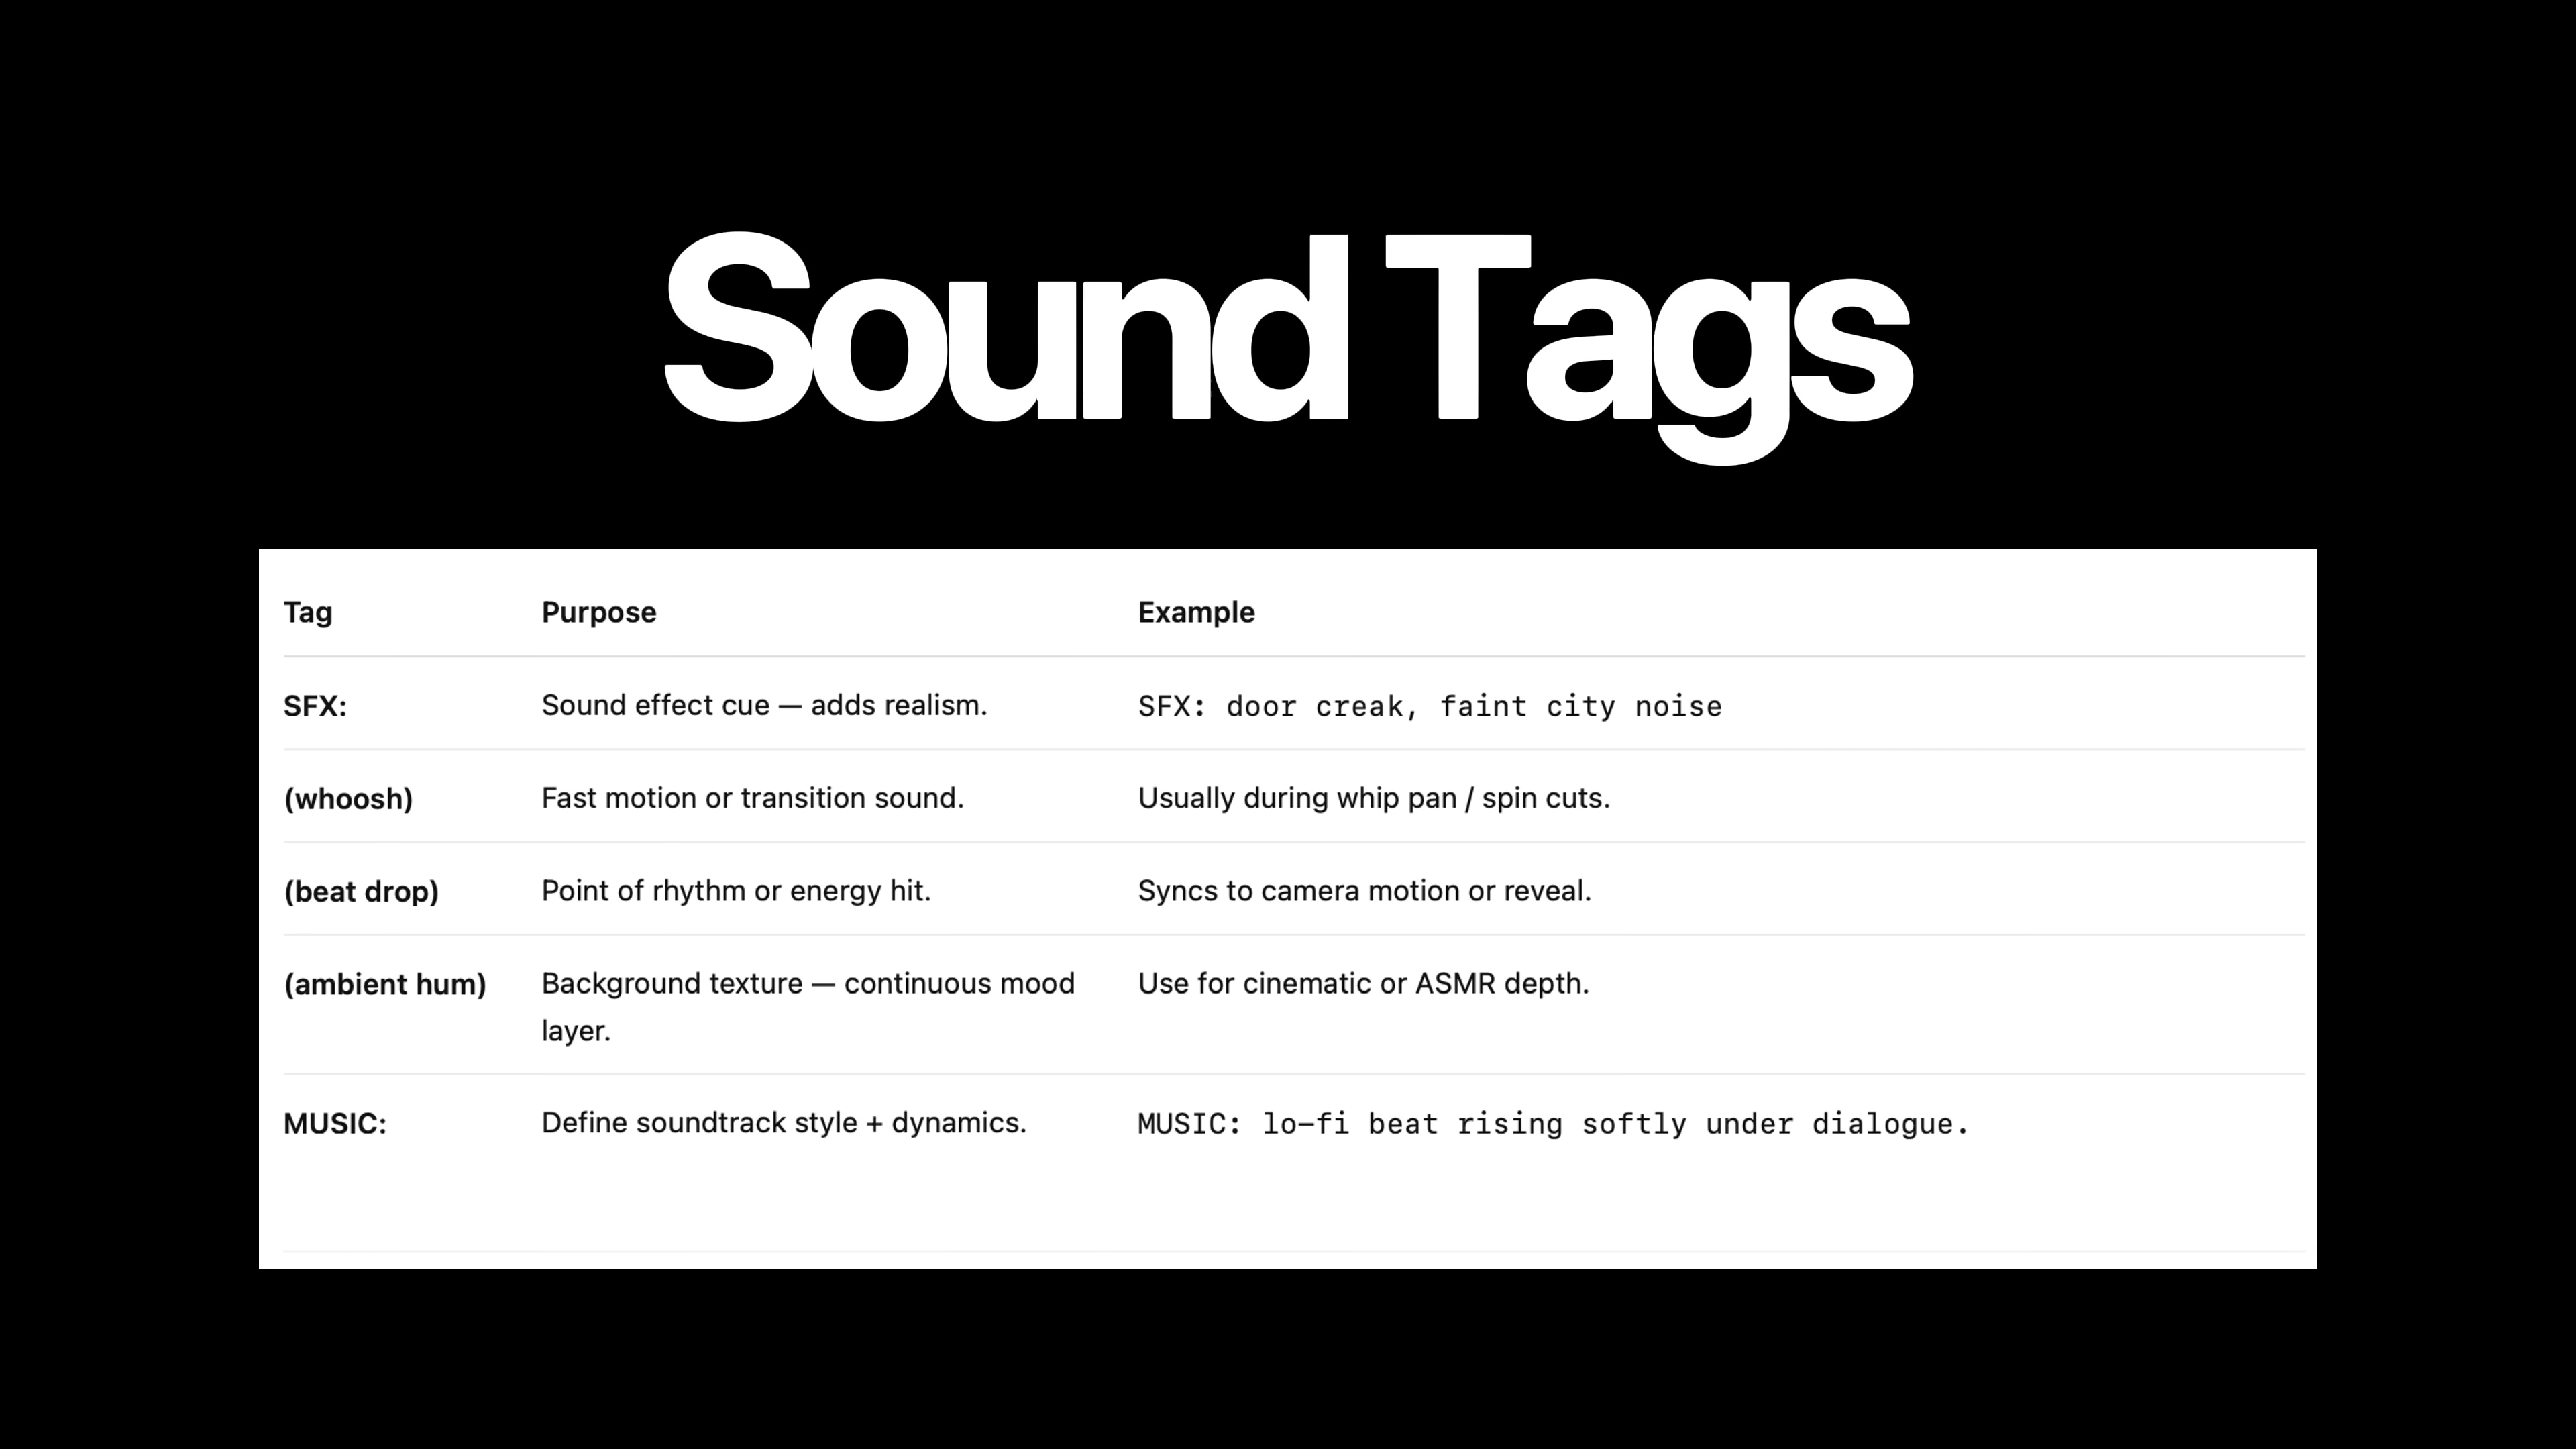 Sound Tags
Tag Purpose Example
SFX: Sound effect cue — adds realism. SFX: door creak, faint city noise
(whoosh) Fast motion or transition sound. Usually during whip pan / spin cuts.
(beat drop) Point of rhythm or energy hit. Syncs to camera motion or reveal.
(ambient hum) Background texture — continuous mood Use for cinematic or ASMR depth.
layer.
MUSIC: Define soundtrack style + dynamics. MUSIC: lo-fi beat rising softly under dialogue.